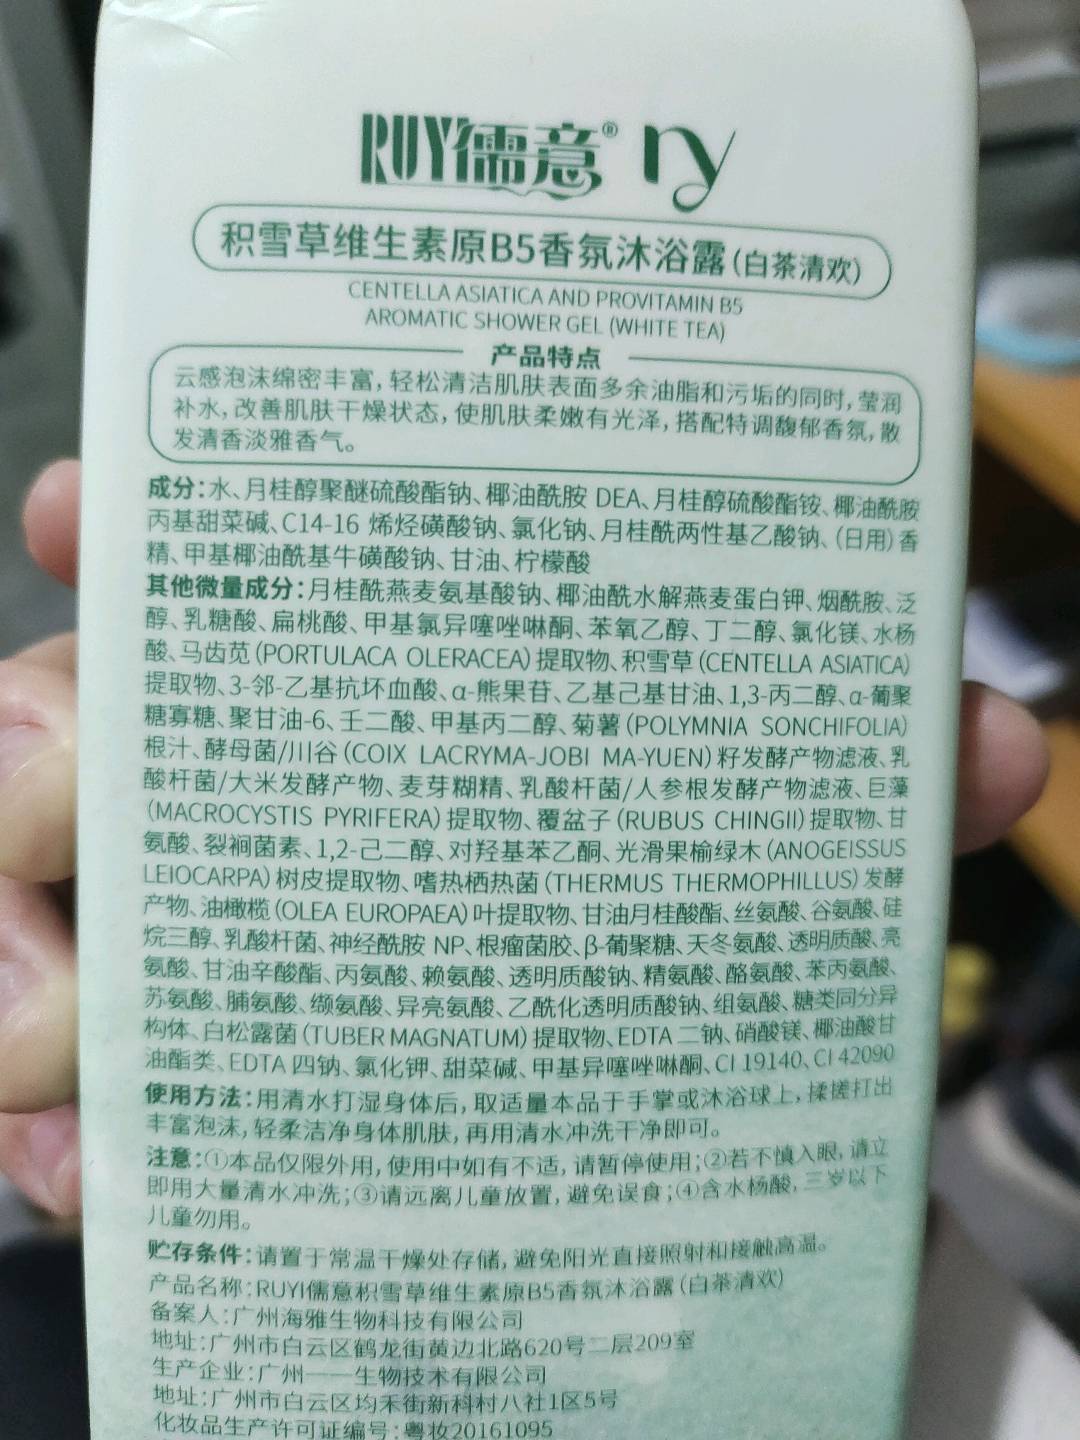 RUYI儒意® ry
积雪草维生素原B5香氛沐浴露(白茶清欢)
CENTELLA ASIATICA AND PROVITAMIN B5
AROMATIC SHOWER GEL (WHITE TEA)
产品特点
云感泡沫绵密丰富，轻松清洁肌肤表面多余油脂和污垢的同时，莹润
补水，改善肌肤干燥状态，使肌肤柔嫩有光泽，搭配特调馥郁香氛，散
发清香淡雅香气。
成分：水、月桂醇聚醚硫酸酯钠、椰油酰胺 DEA、月桂醇硫酸酯铵、椰油酰胺
丙基甜菜碱、C14-16 烯烃磺酸钠、氯化钠、月桂酰两性基乙酸钠、（日用）香
精、甲基椰油酰基牛磺酸钠、甘油、柠檬酸
其他微量成分：月桂酰燕麦氨基酸钠、椰油酰水解燕麦蛋白钾、烟酰胺、泛
醇、乳糖酸、扁桃酸、甲基氯异噻唑啉酮、苯氧乙醇、丁二醇、氯化镁、水杨
酸、马齿苋（PORTULACA OLERACEA）提取物、积雪草（CENTELLA ASIATICA）
提取物、3-邻-乙基抗坏血酸、α-熊果苷、乙基己基甘油、1,3-丙二醇、α-葡聚
糖寡糖、聚甘油-6、壬二酸、甲基丙二醇、菊薯（POLYMNIA SONCHIFOLIA）
根汁、酵母菌/川谷（COIX LACRYMA-JOBI MA-YUEN）籽发酵产物滤液、乳
酸杆菌/大米发酵产物、麦芽糊精、乳酸杆菌/人参根发酵产物滤液、巨藻
（MACROCYSTIS PYRIFERA）提取物、覆盆子（RUBUS CHINGII）提取物、甘
氨酸、裂裥菌素、1,2-己二醇、对羟基苯乙酮、光滑果榆绿木（ANOGEISSUS
LEIOCARPA）树皮提取物、嗜热栖热菌（THERMUS THERMOPHILLUS）发酵
产物、油橄榄（OLEA EUROPAEA）叶提取物、甘油月桂酸酯、丝氨酸、谷氨酸、硅
烷三醇、乳酸杆菌、神经酰胺 NP、根瘤菌胶、β-葡聚糖、天冬氨酸、透明质酸、亮
氨酸、甘油辛酸酯、丙氨酸、赖氨酸、透明质酸钠、精氨酸、酪氨酸、苯丙氨酸、
苏氨酸、脯氨酸、缬氨酸、异亮氨酸、乙酰化透明质酸钠、组氨酸、糖类同分异
构体、白松露菌（TUBER MAGNATUM）提取物、EDTA 二钠、硝酸镁、椰油酸甘
油酯类、EDTA 四钠、氯化钾、甜菜碱、甲基异噻唑啉酮、CI 19140、CI 42090
使用方法：用清水打湿身体后，取适量本品于手掌或沐浴球上，揉搓打出
丰富泡沫，轻柔洁净身体肌肤，再用清水冲洗干净即可。
注意：①本品仅限外用，使用中如有不适，请暂停使用；②若不慎入眼，请立
即用大量清水冲洗；③请远离儿童放置，避免误食；④含水杨酸，三岁以下
儿童勿用。
贮存条件：请置于常温干燥处存储，避免阳光直接照射和接触高温。
产品名称：RUYI儒意积雪草维生素原B5香氛沐浴露（白茶清欢）
备案人：广州海雅生物科技有限公司
地址：广州市白云区鹤龙街黄边北路620号二层209室
生产企业：广州一一生物技术有限公司
地址：广州市白云区均禾街新科村八社1区5号
化妆品生产许可证编号：粤妆20161095